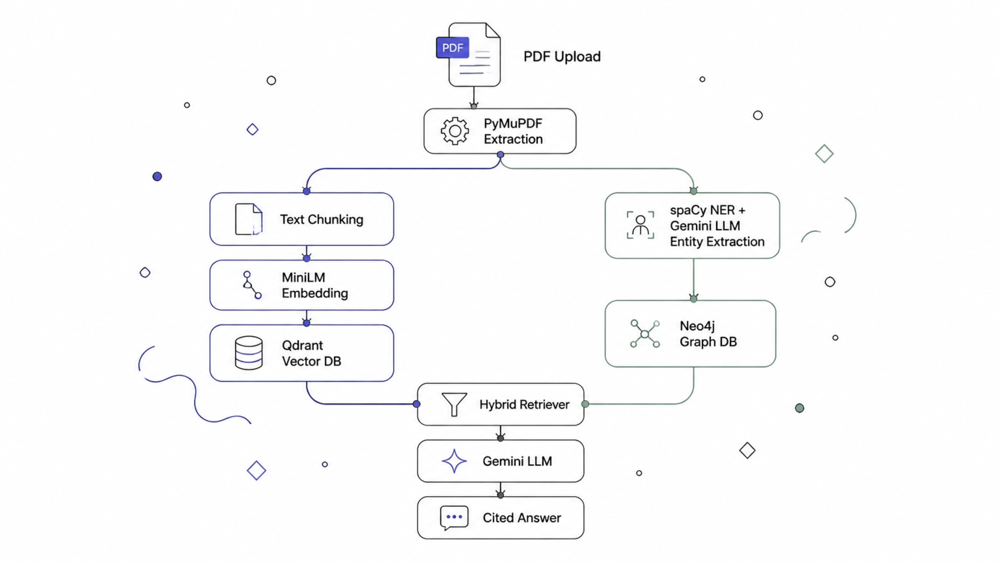 PDF
PDF Upload
PyMuPDF
Extraction
Text Chunking
MiniLM
Embedding
Qdrant
Vector DB
spaCy NER +
Gemini LLM
Entity Extraction
Neo4j
Graph DB
Hybrid Retriever
Gemini LLM
Cited Answer